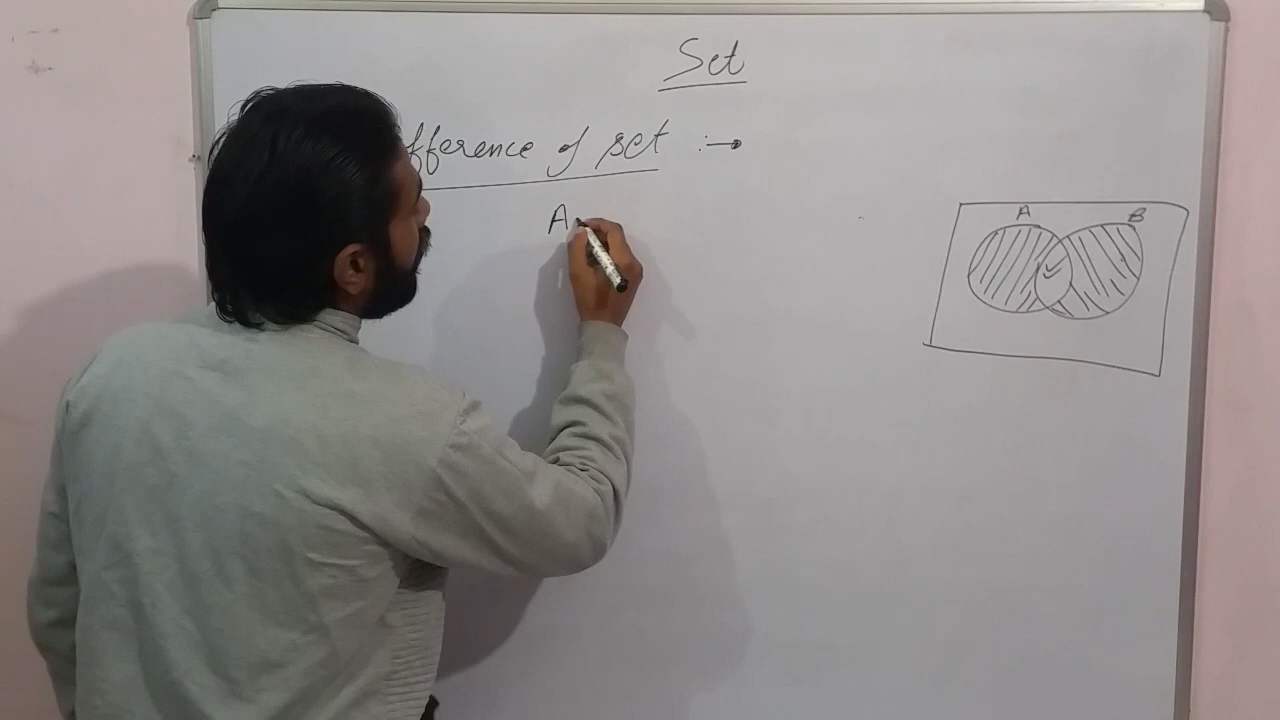 Set
fference of set :→
A
A B